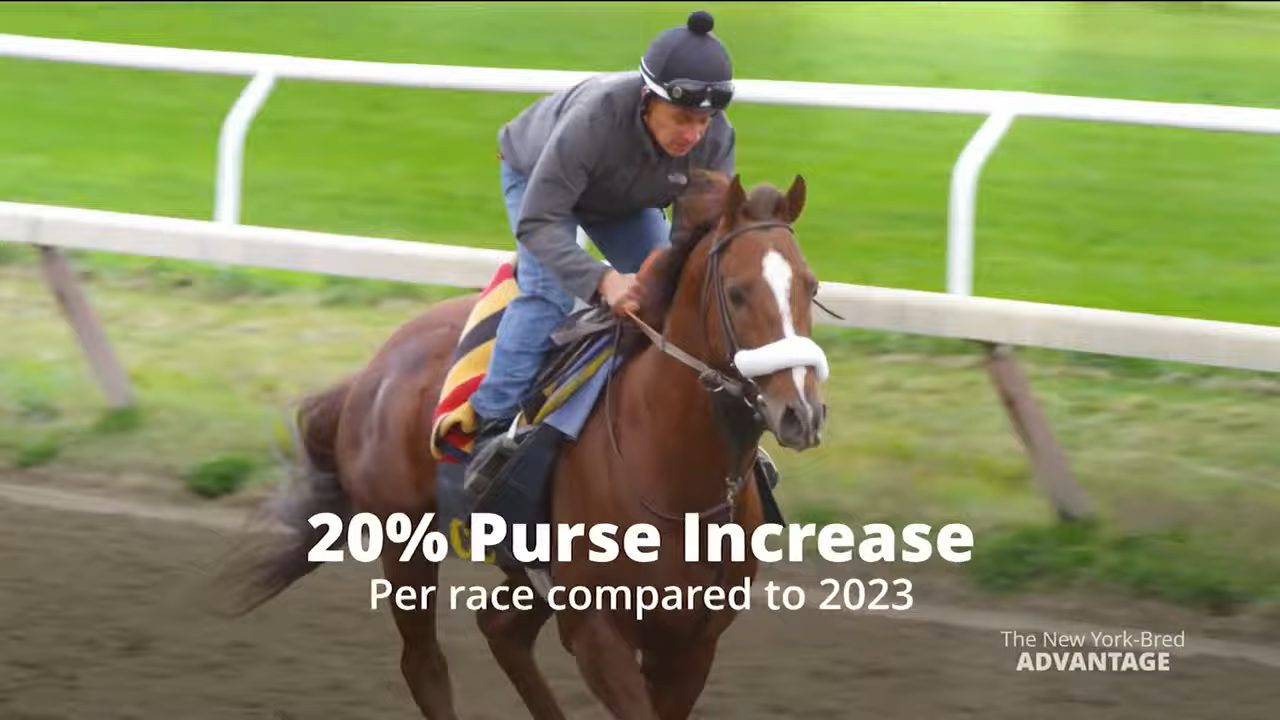 20% Purse Increase
Per race compared to 2023
The New York-Bred
ADVANTAGE